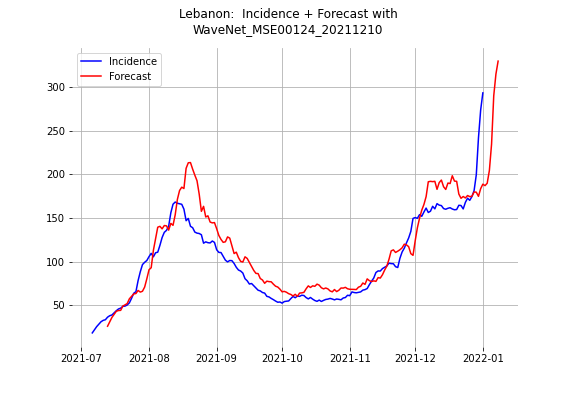 Lebanon:  Incidence + Forecast with
WaveNet_MSE00124_20211210
Incidence
Forecast
300
250
200
150
100
50
2021-07 2021-08 2021-09 2021-10 2021-11 2021-12 2022-01